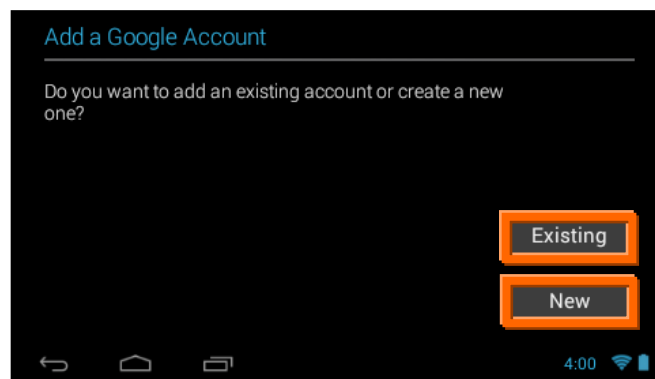 Add a Google Account
Do you want to add an existing account or create a new
one?
Existing
New
4:00